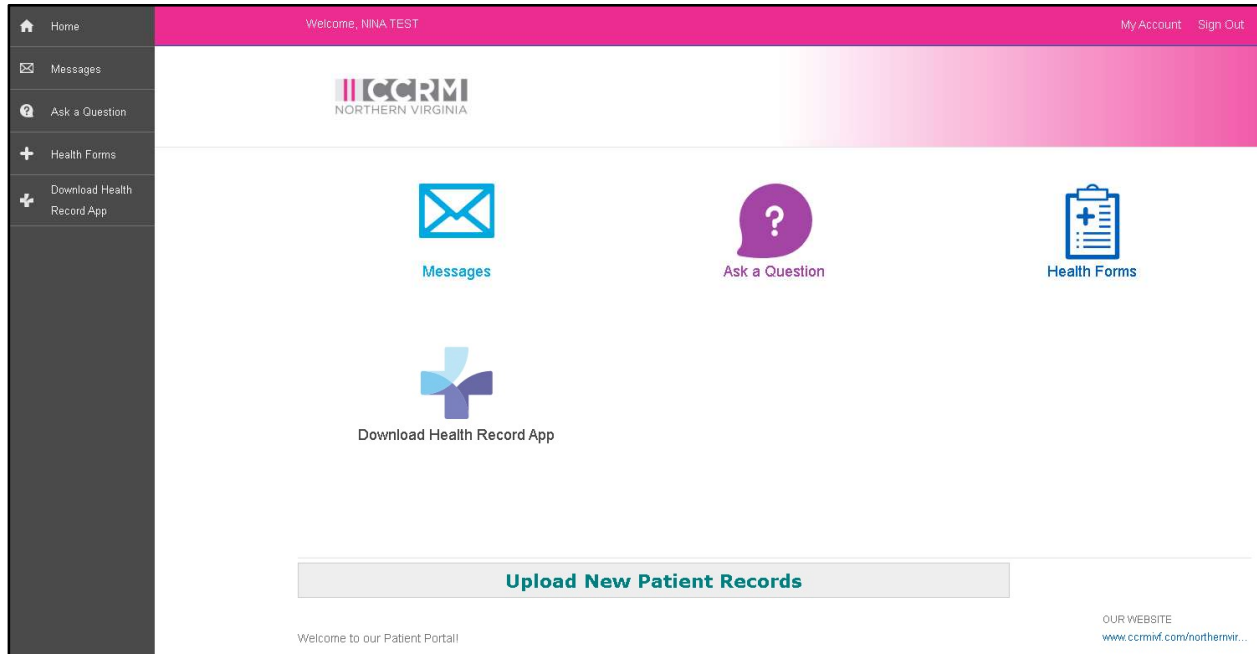 Home
Messages
Ask a Question
Health Forms
Download Health
Record App
Welcome, NINA TEST
My Account Sign Out
CCRM
NORTHERN VIRGINIA
Messages
Ask a Question
Health Forms
Download Health Record App
Upload New Patient Records
Welcome to our Patient Portal!
OUR WEBSITE
www.ccrmivf.com/northernvir...